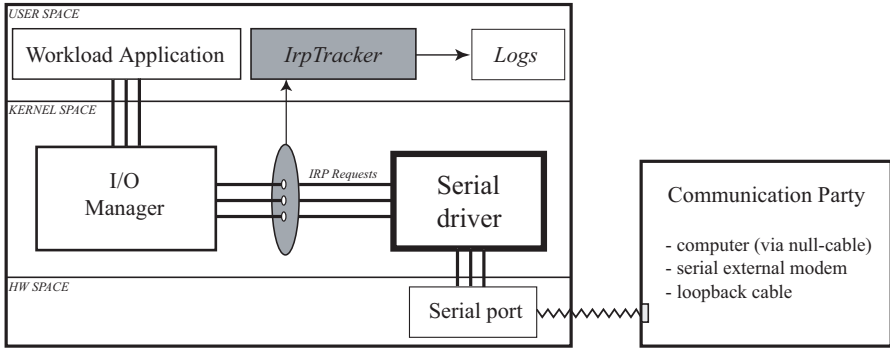 USER SPACE
Workload Application
IrpTracker
Logs
KERNEL SPACE
I/O
Manager
IRP Requests
Serial
driver
HW SPACE
Serial port
Communication Party
- computer (via null-cable)
- serial external modem
- loopback cable